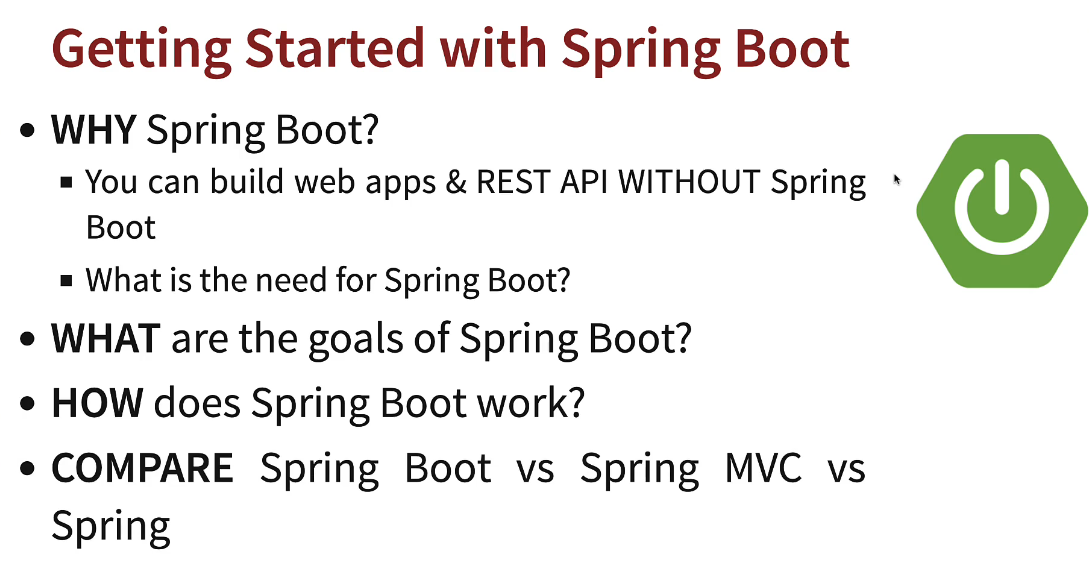 Getting Started with Spring Boot
• WHY Spring Boot?
▪ You can build web apps & REST API WITHOUT Spring
Boot
▪ What is the need for Spring Boot?
• WHAT are the goals of Spring Boot?
• HOW does Spring Boot work?
• COMPARE Spring Boot vs Spring MVC vs
Spring